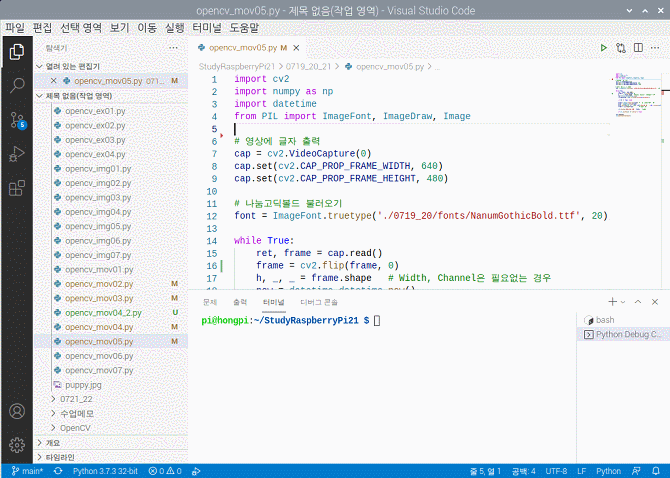 opencv_mov05.py - 제목 없음(작업 영역) - Visual Studio Code
파일 편집 선택 영역 보기 이동 실행 터미널 도움말
탐색기
열려 있는 편집기
opencv_mov05.py 0719... M
제목 없음(작업 영역)
opencv_ex01.py
opencv_ex02.py
opencv_ex03.py
opencv_ex04.py
opencv_img01.py
opencv_img02.py
opencv_img03.py
opencv_img04.py
opencv_img05.py
opencv_img06.py
opencv_img07.py
opencv_mov01.py
opencv_mov02.py M
opencv_mov03.py M
opencv_mov04_2.py U
opencv_mov04.py M
opencv_mov05.py M
opencv_mov06.py
opencv_mov07.py
puppy.jpg
0721_22
수업메모
OpenCV
개요
타임라인
5
opencv_mov05.py M
StudyRaspberryPi21 > 0719_20_21 > opencv_mov05.py > ...
1 import cv2
2 import numpy as np
3 import datetime
4 from PIL import ImageFont, ImageDraw, Image
5
6 # 영상에 글자 출력
7 cap = cv2.VideoCapture(0)
8 cap.set(cv2.CAP_PROP_FRAME_WIDTH, 640)
9 cap.set(cv2.CAP_PROP_FRAME_HEIGHT, 480)
10
11 # 나눔고딕볼드 불러오기
12 font = ImageFont.truetype('./0719_20/fonts/NanumGothicBold.ttf', 20)
13
14 while True:
15 ret, frame = cap.read()
16 frame = cv2.flip(frame, 0)
17 h, _, _ = frame.shape # Width, Channel은 필요없는 경우
18 now = datetime.datetime.now()
문제 출력 터미널 디버그 콘솔
pi@hongpi:~/StudyRaspberryPi21 $
bash
Python Debug C...
main* Python 3.7.3 32-bit 0 0 줄 5, 열 1 공백: 4 UTF-8 LF Python